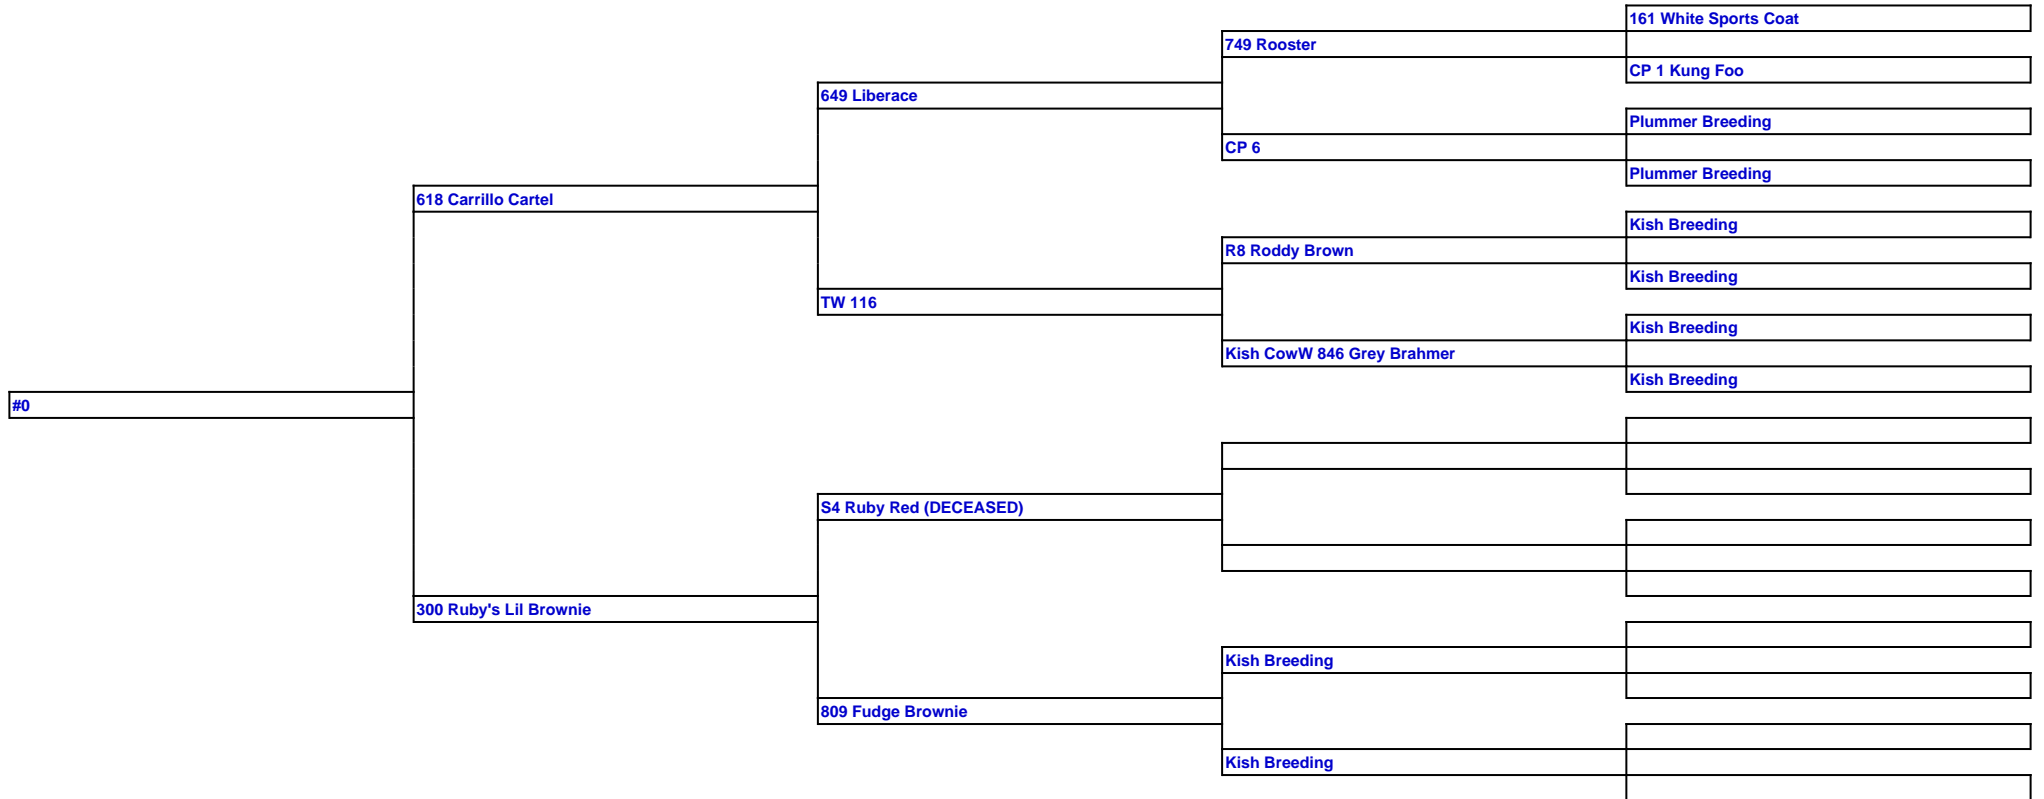 161 White Sports Coat
749 Rooster
CP 1 Kung Foo
649 Liberace
Plummer Breeding
CP 6
Plummer Breeding
618 Carrillo Cartel
Kish Breeding
R8 Roddy Brown
Kish Breeding
TW 116
Kish Breeding
Kish CowW 846 Grey Brahmer
Kish Breeding
#0
S4 Ruby Red (DECEASED)
300 Ruby's Lil Brownie
Kish Breeding
809 Fudge Brownie
Kish Breeding